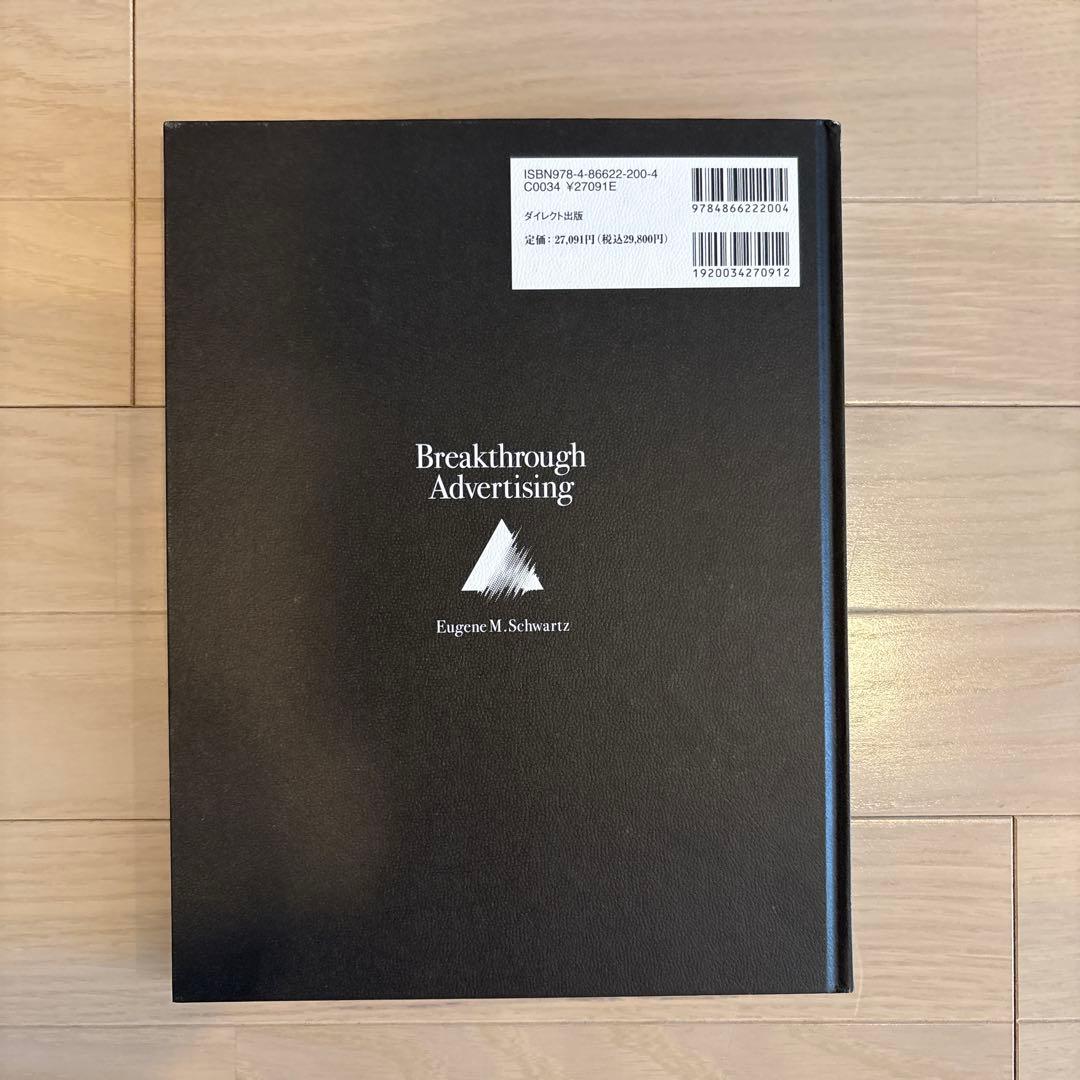 ISBN978-4-86622-200-4
C0034 ¥27091E
ダイレクト出版
定価：27,091円（税込29,800円）
9784866222004
1920034270912
Breakthrough
Advertising
Eugene M. Schwartz